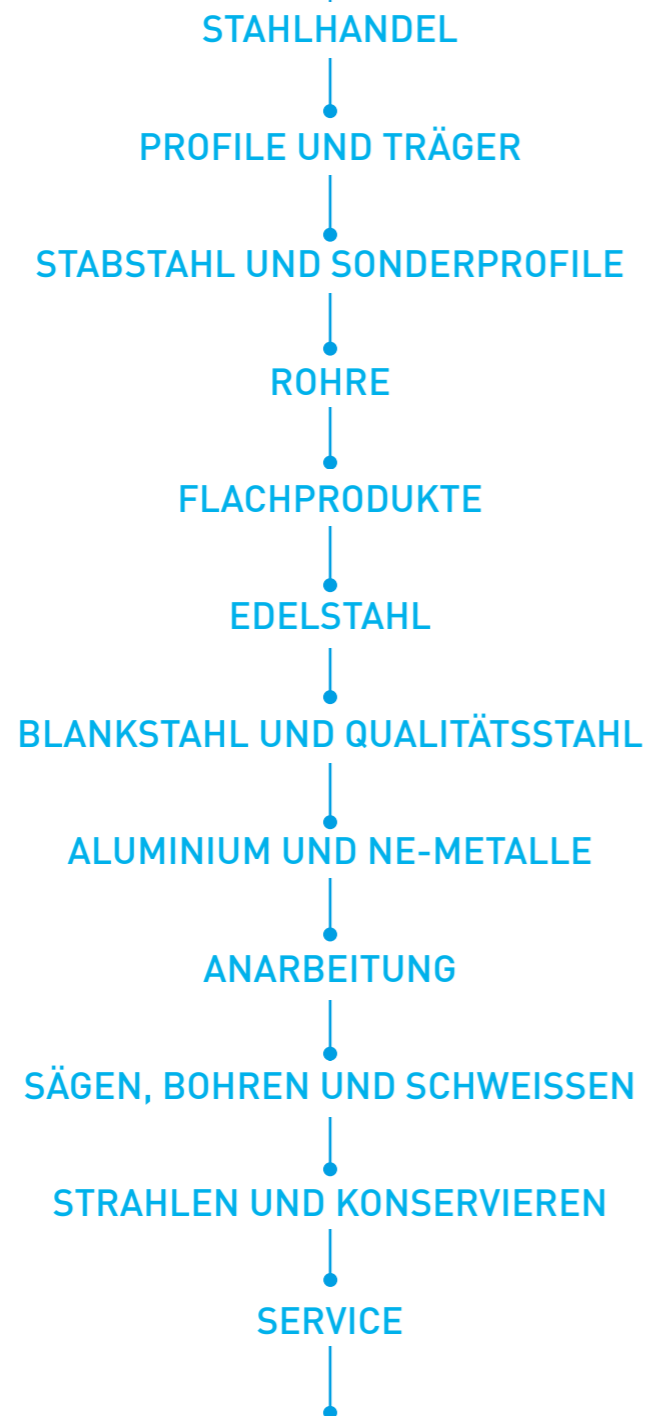 STAHLHANDEL
PROFILE UND TRÄGER
STABSTAHL UND SONDERPROFILE
ROHRE
FLACHPRODUKTE
EDELSTAHL
BLANKSTAHL UND QUALITÄTSSTAHL
ALUMINIUM UND NE-METALLE
ANARBEITUNG
SÄGEN, BOHREN UND SCHWEISSEN
STRAHLEN UND KONSERVIEREN
SERVICE